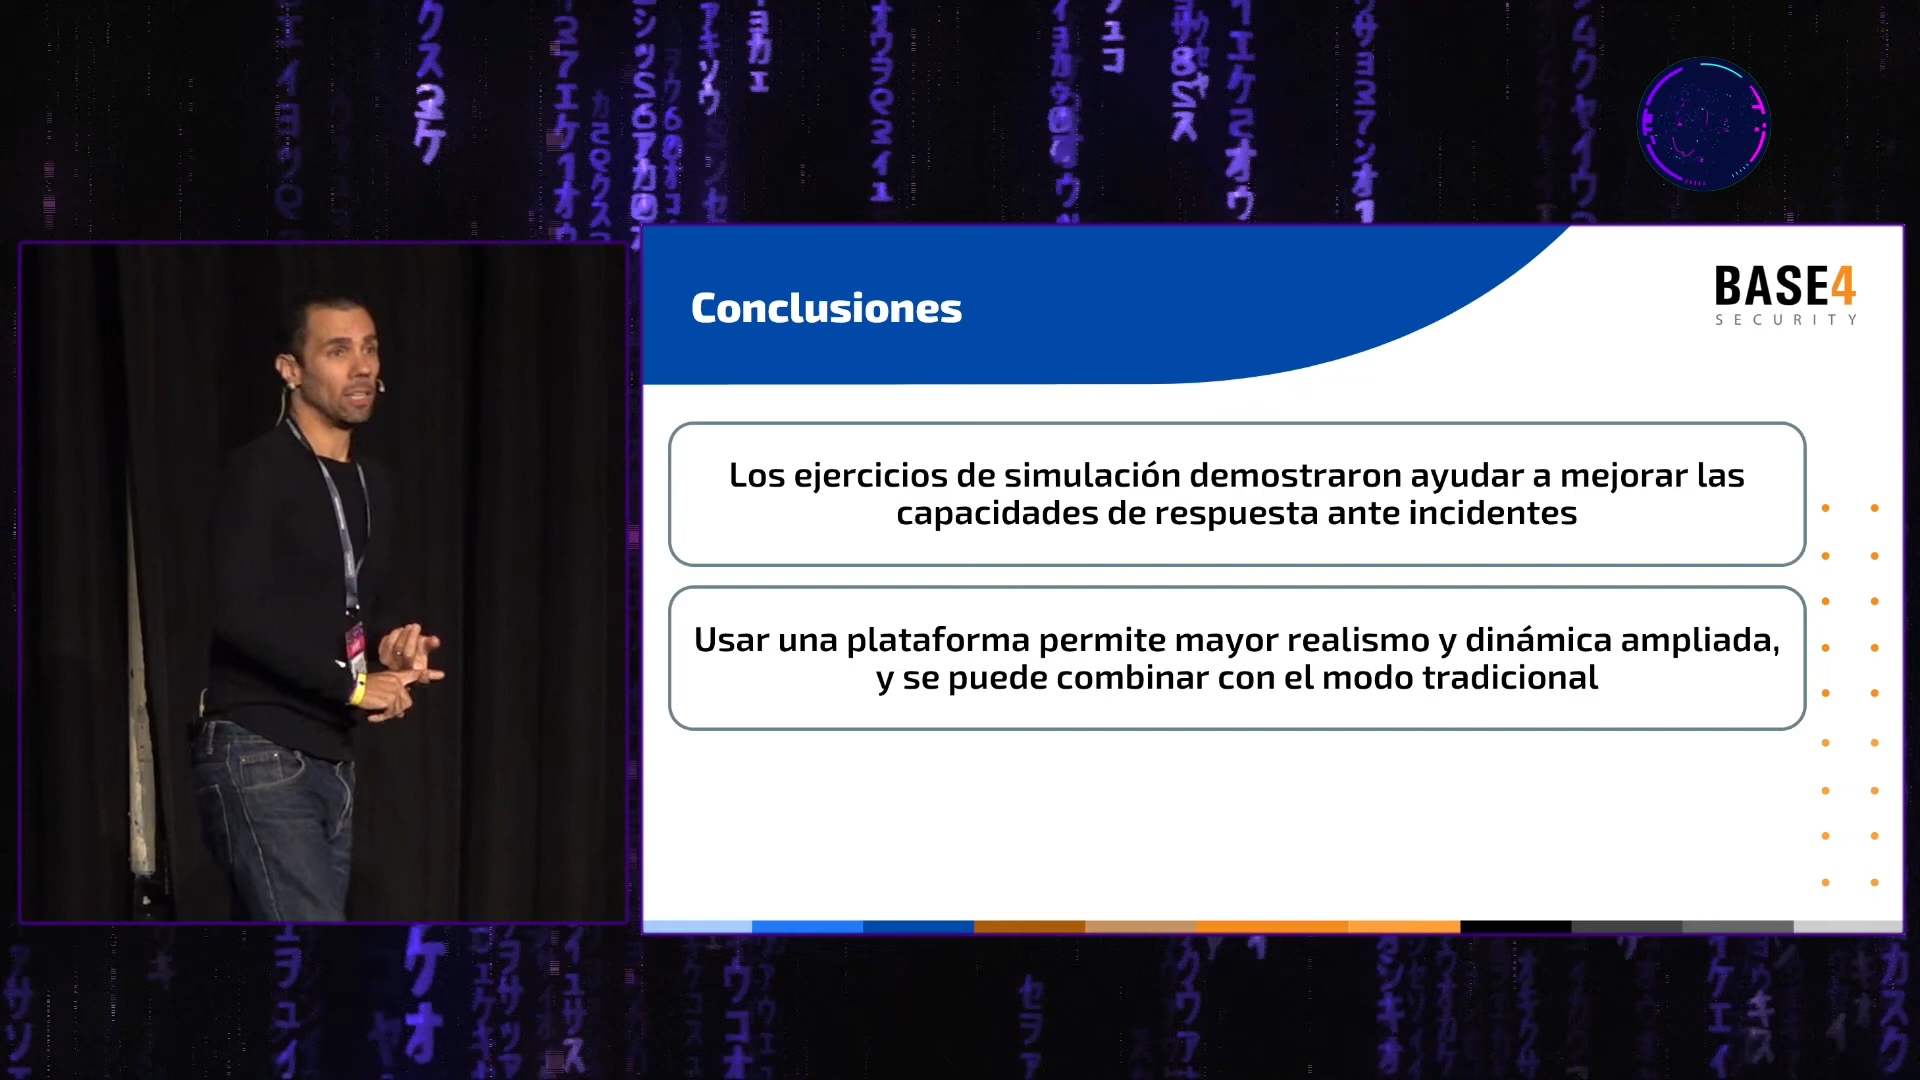 Conclusiones
BASE4
SECURITY
Los ejercicios de simulación demostraron ayudar a mejorar las
capacidades de respuesta ante incidentes
Usar una plataforma permite mayor realismo y dinámica ampliada,
y se puede combinar con el modo tradicional